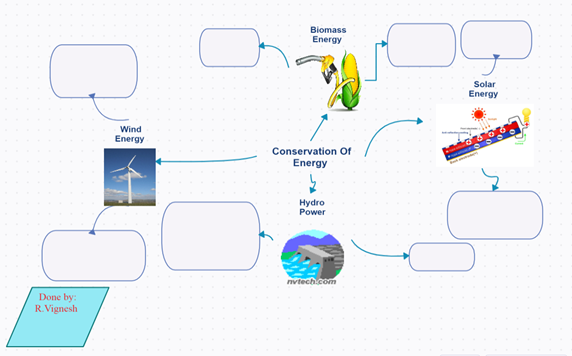 Biomass
Energy
Solar
Energy
Wind
Energy
Conservation Of
Energy
Hydro
Power
nvtech.com
Done by:
R.Vignesh